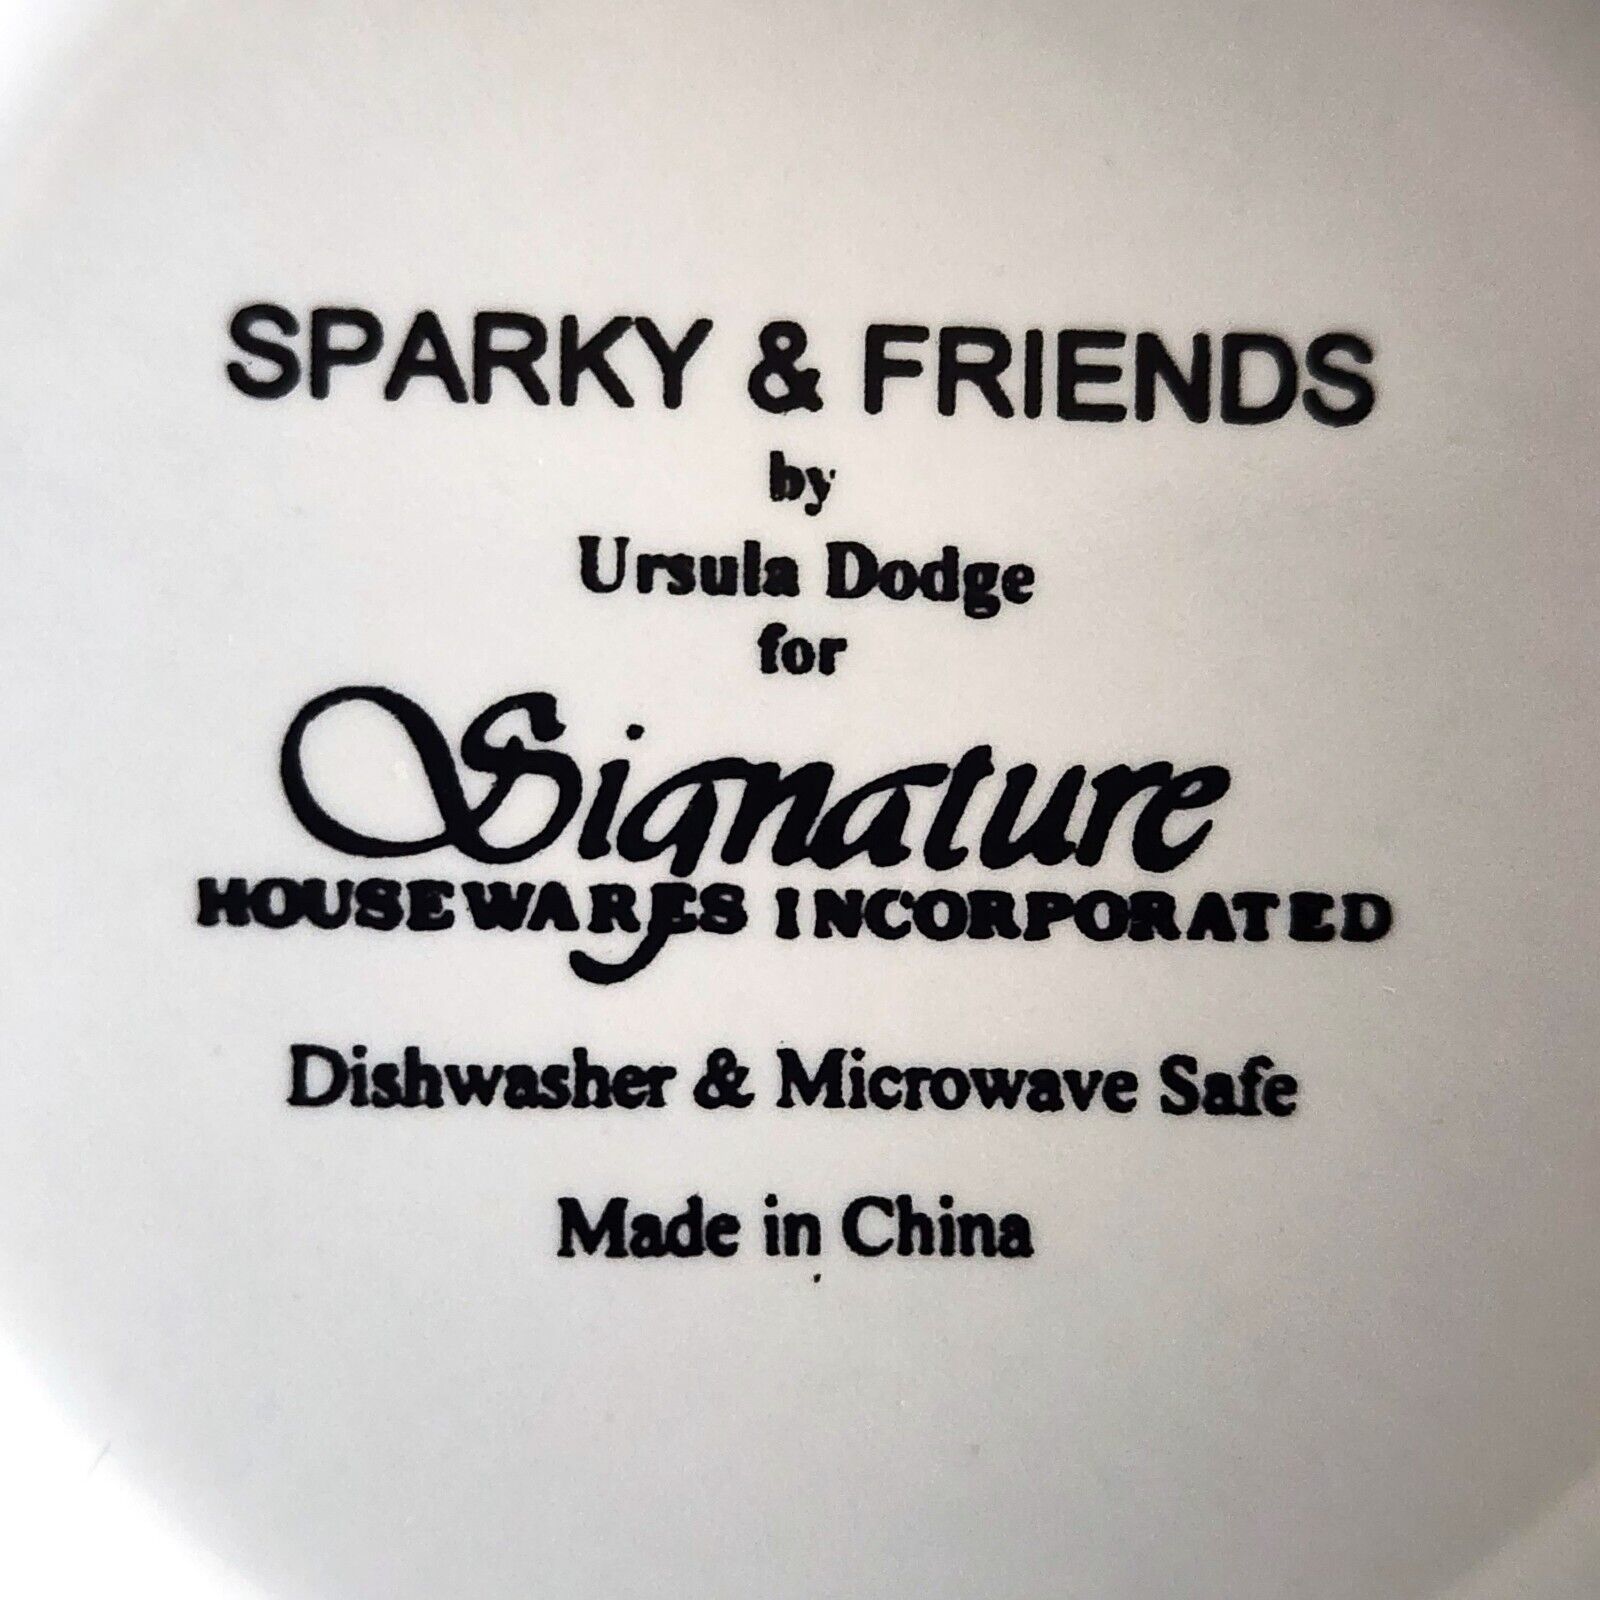 SPARKY & FRIENDS
by
Ursula Dodge
for
Signature
HOUSEWARES INCORPORATED
Dishwasher & Microwave Safe
Made in China